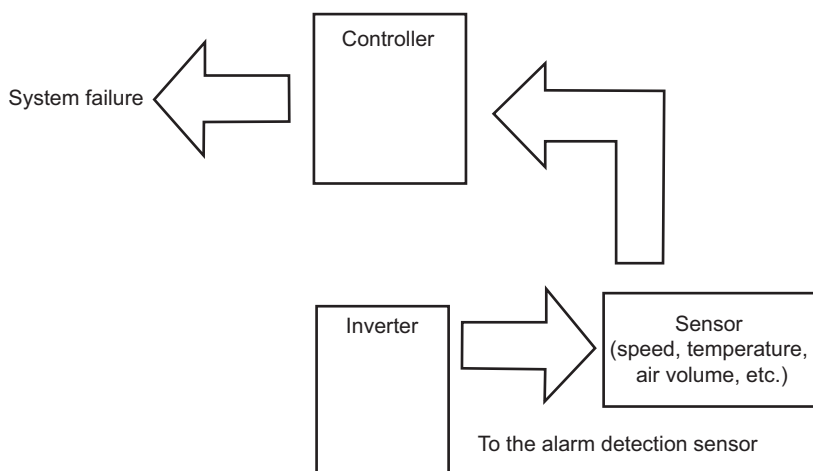 Controller
System failure
Inverter
Sensor
(speed, temperature,
air volume, etc.)
To the alarm detection sensor